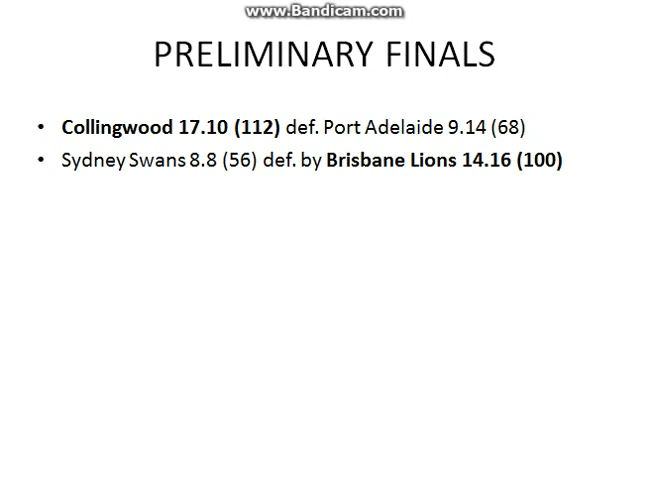 www.Bandicam.com
PRELIMINARY FINALS
• Collingwood 17.10 (112) def. Port Adelaide 9.14 (68)
• Sydney Swans 8.8 (56) def. by Brisbane Lions 14.16 (100)